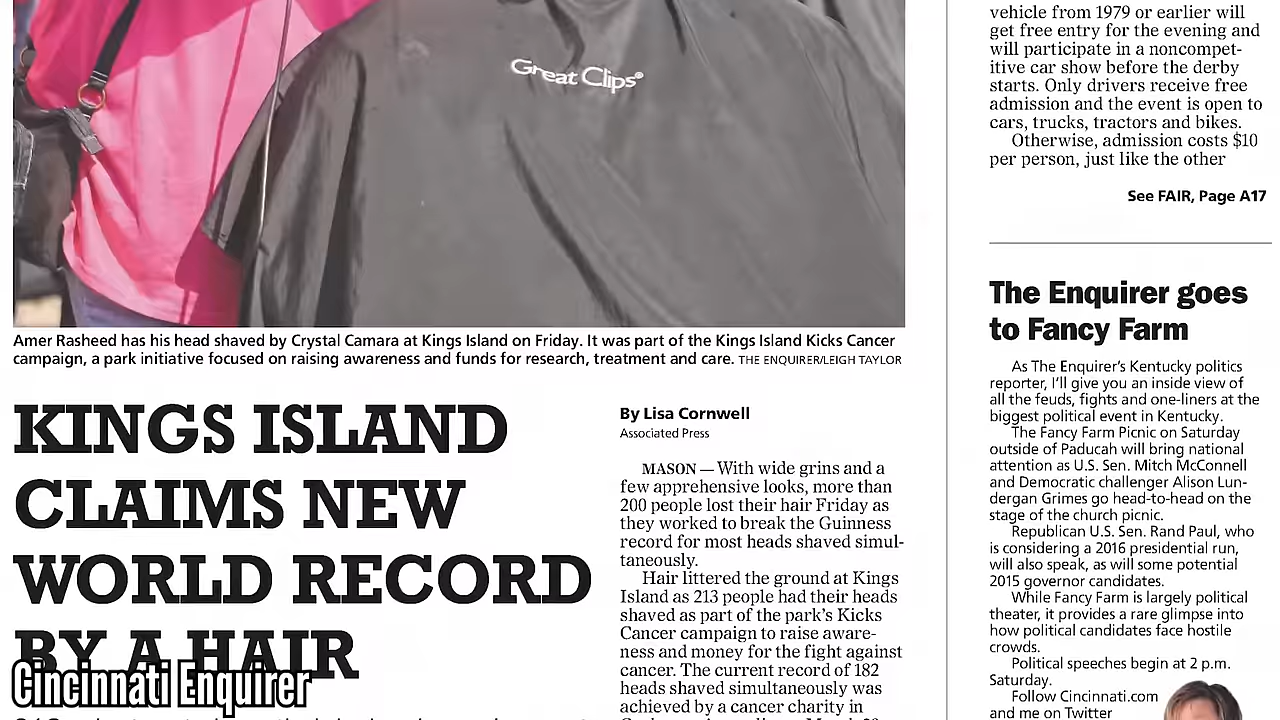 Great Clips®
Amer Rasheed has his head shaved by Crystal Camara at Kings Island on Friday. It was part of the Kings Island Kicks Cancer
campaign, a park initiative focused on raising awareness and funds for research, treatment and care. THE ENQUIRER/LEIGH TAYLOR
KINGS ISLAND
CLAIMS NEW
WORLD RECORD
BY A HAIR
By Lisa Cornwell
Associated Press
MASON — With wide grins and a
few apprehensive looks, more than
200 people lost their hair Friday as
they worked to break the Guinness
record for most heads shaved simul-
taneously.
Hair littered the ground at Kings
Island as 213 people had their heads
shaved as part of the park's Kicks
Cancer campaign to raise aware-
ness and money for the fight against
cancer. The current record of 182
heads shaved simultaneously was
achieved by a cancer charity in
vehicle from 1979 or earlier will
get free entry for the evening and
will participate in a noncompet-
itive car show before the derby
starts. Only drivers receive free
admission and the event is open to
cars, trucks, tractors and bikes.
Otherwise, admission costs $10
per person, just like the other
See FAIR, Page A17
The Enquirer goes
to Fancy Farm
As The Enquirer's Kentucky politics
reporter, I'll give you an inside view of
all the feuds, fights and one-liners at the
biggest political event in Kentucky.
The Fancy Farm Picnic on Saturday
outside of Paducah will bring national
attention as U.S. Sen. Mitch McConnell
and Democratic challenger Alison Lun-
dergan Grimes go head-to-head on the
stage of the church picnic.
Republican U.S. Sen. Rand Paul, who
is considering a 2016 presidential run,
will also speak, as will some potential
2015 governor candidates.
While Fancy Farm is largely political
theater, it provides a rare glimpse into
how political candidates face hostile
crowds.
Political speeches begin at 2 p.m.
Saturday.
Follow Cincinnati.com
and me on Twitter
Cincinnati Enquirer